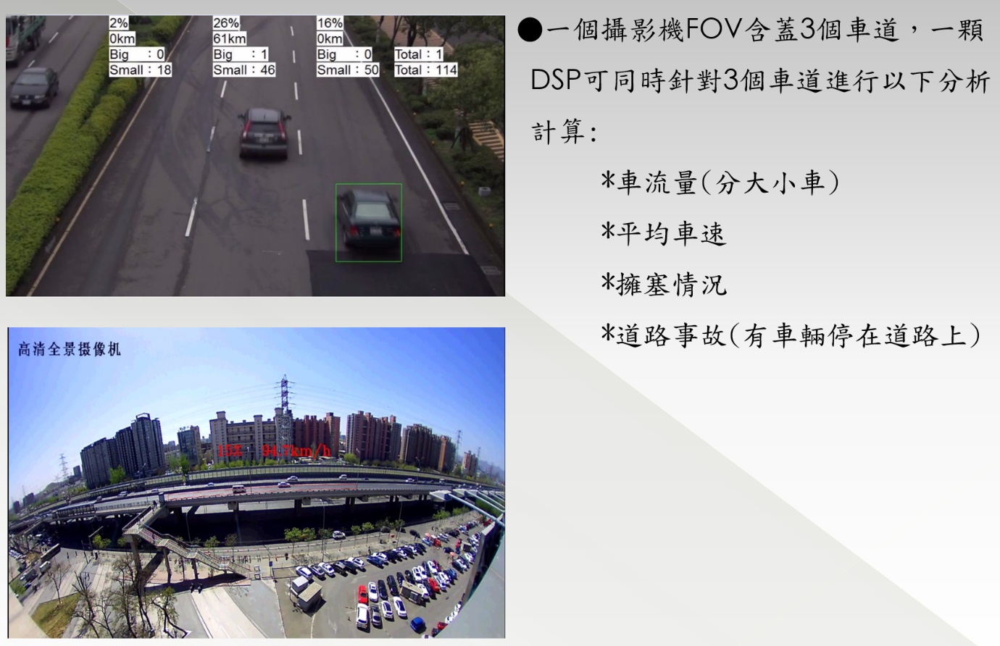 2% 26% 16%
0km 61km 0km
Big : 0 Big : 1 Big : 0 Total : 1
Small : 18 Small : 46 Small : 50 Total : 114
●一個攝影機FOV含蓋3個車道，一顆
DSP可同時針對3個車道進行以下分析
計算:
*車流量(分大小車)
*平均車速
*擁塞情況
*道路事故(有車輛停在道路上)
高清全景摄像机
15% 94.7km/h